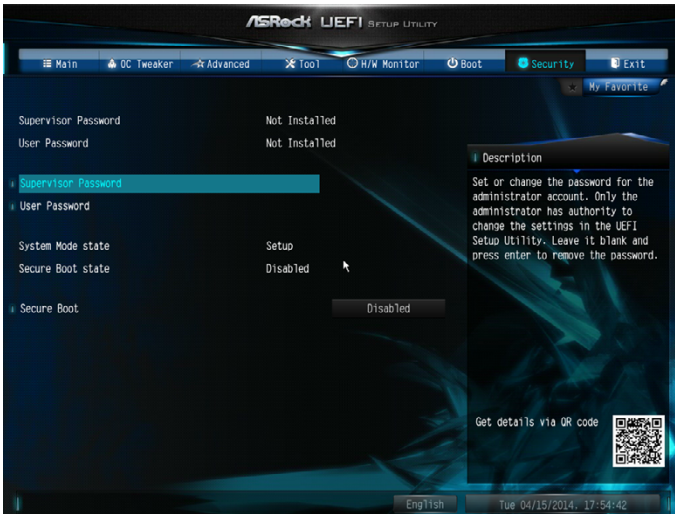 ASRock UEFI SETUP UTILITY
Main OC Tweaker Advanced Tool H/W Monitor Boot Security Exit
My Favorite
Supervisor Password Not Installed
User Password Not Installed
Supervisor Password
User Password
System Mode state Setup
Secure Boot state Disabled
Secure Boot Disabled
Description
Set or change the password for the
administrator account. Only the
administrator has authority to
change the settings in the UEFI
Setup Utility. Leave it blank and
press enter to remove the password.
Get details via QR code
English Tue 04/15/2014. 17:54:42